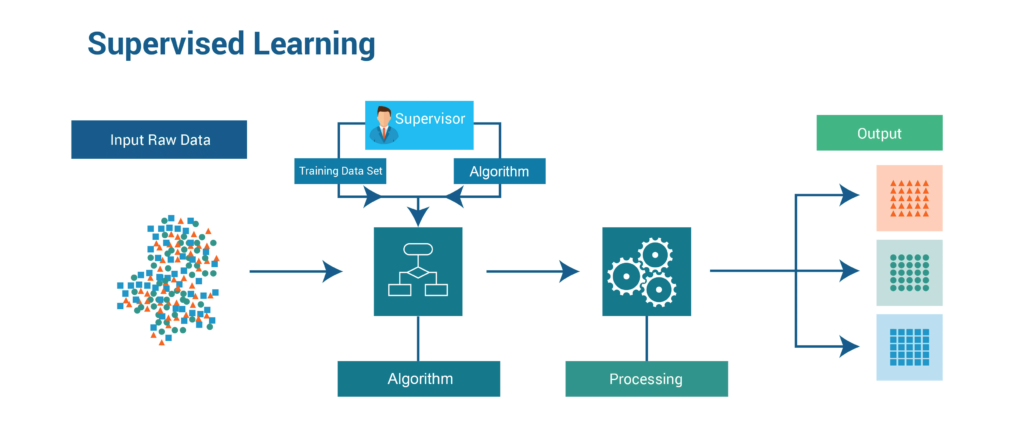 Supervised Learning
Input Raw Data
Supervisor
Training Data Set
Algorithm
Output
Algorithm
Processing